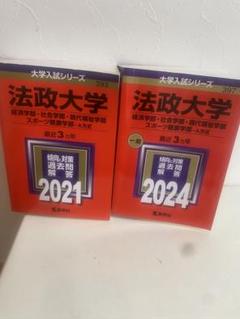 大学入試シリーズ
法政大学
経済学部・社会学部・現代福祉学部
スポーツ健康学部-A方式
最近3カ年
傾向と対策
過去問
解答
2021
教学社
大学入試シリーズ
法政大学
経済学部・社会学部・現代福祉学部
スポーツ健康学部-A方式
一般
最近3カ年
傾向と対策
過去問
解答
2024
教学社